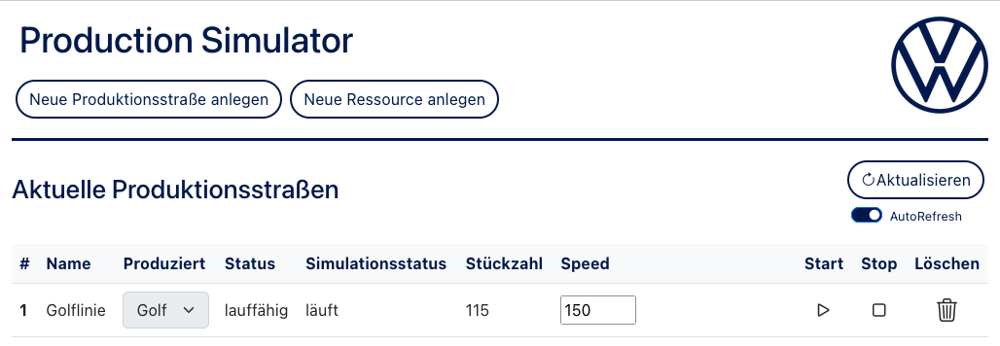 Production Simulator
Neue Produktionsstraße anlegen Neue Ressource anlegen
Aktuelle Produktionsstraßen
Aktualisieren
AutoRefresh
# Name Produziert Status Simulationsstatus Stückzahl Speed Start Stop Löschen
1 Golflinie Golf lauffähig läuft 115 150